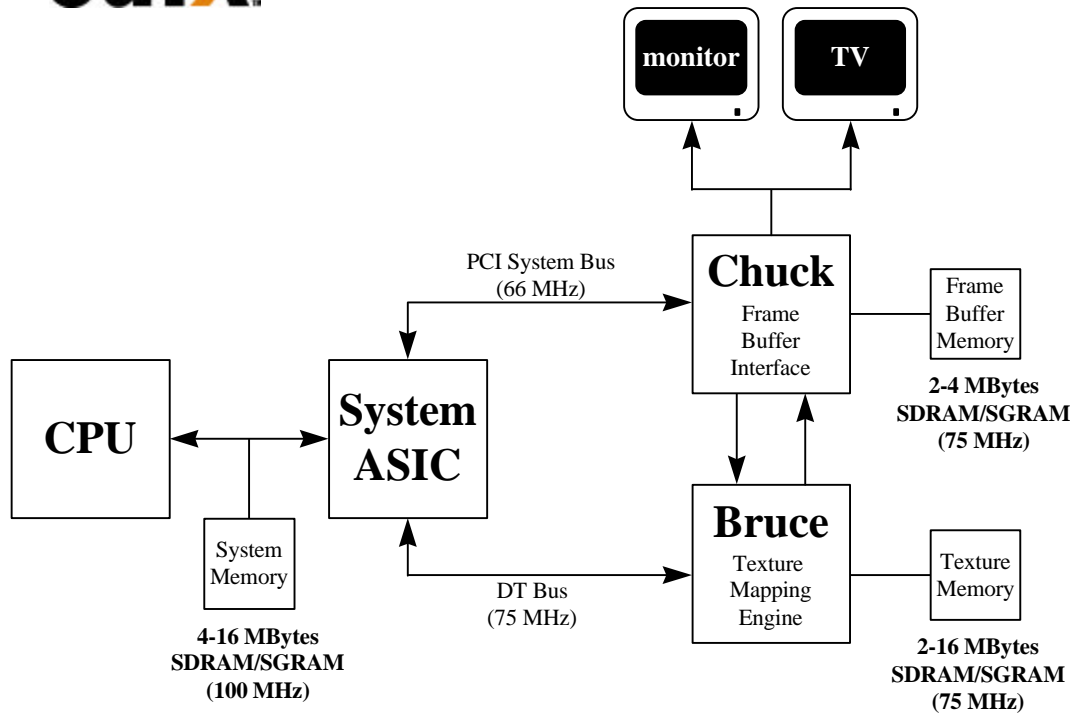 monitor
TV
PCI System Bus
(66 MHz)
Chuck
Frame
Buffer
Interface
Frame
Buffer
Memory
2-4 MBytes
SDRAM/SGRAM
(75 MHz)
CPU
System
ASIC
System
Memory
4-16 MBytes
SDRAM/SGRAM
(100 MHz)
DT Bus
(75 MHz)
Bruce
Texture
Mapping
Engine
Texture
Memory
2-16 MBytes
SDRAM/SGRAM
(75 MHz)